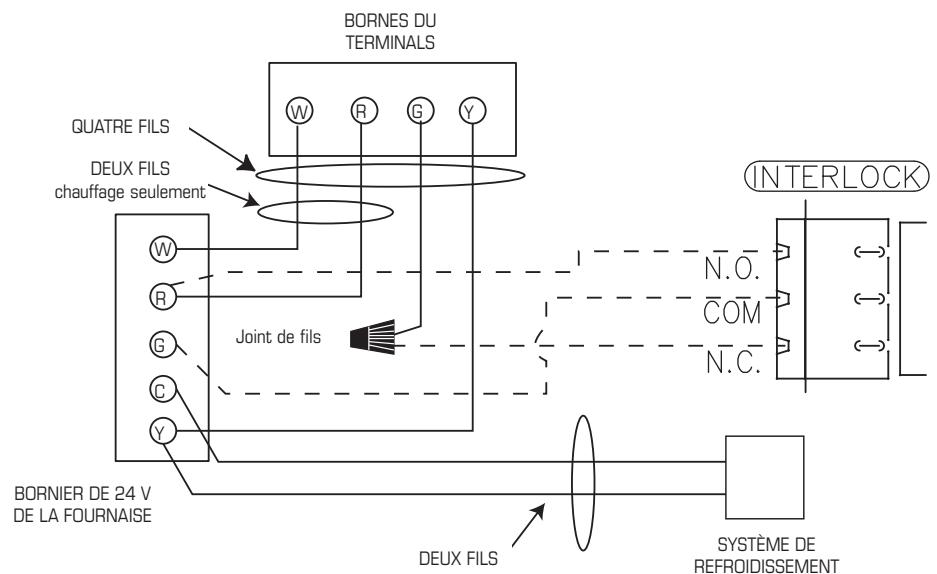 BORNES DU
TERMINALS
W R G Y
QUATRE FILS
DEUX FILS
chauffage seulement
INTERLOCK
W
R
G
C
Y
N.O.
COM
N.C.
Joint de fils
BORNIER DE 24 V
DE LA FOURNAISE
DEUX FILS
SYSTÈME DE
REFROIDISSEMENT